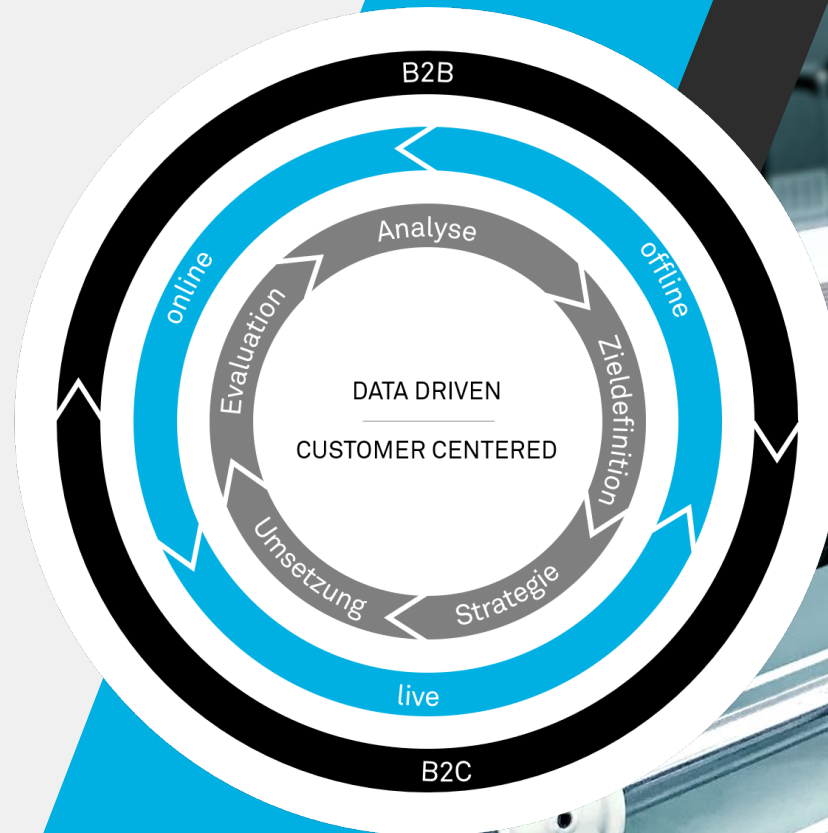 B2B
online
offline
Analyse
Evaluation
Zieldefinition
DATA DRIVEN
CUSTOMER CENTERED
Umsetzung
Strategie
live
B2C